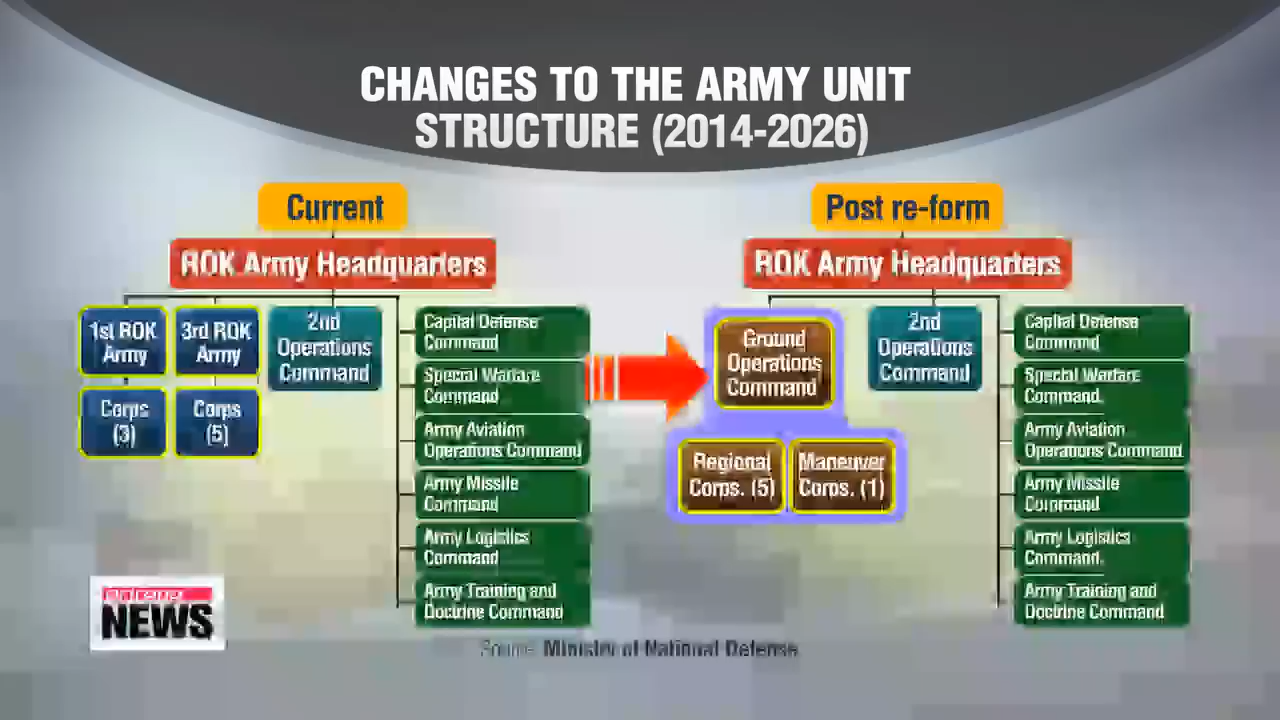 CHANGES TO THE ARMY UNIT
STRUCTURE (2014-2026)
Current
ROK Army Headquarters
1st ROK
Army
3rd ROK
Army
2nd
Operations
Command
Corps
(3)
Corps
(5)
Capital Defense
Command
Special Warfare
Command
Army Aviation
Operations Command
Army Missile
Command
Army Logistics
Command
Army Training and
Doctrine Command
Post re-form
ROK Army Headquarters
Ground
Operations
Command
2nd
Operations
Command
Regional
Corps. (5)
Maneuver
Corps. (1)
Capital Defense
Command
Special Warfare
Command
Army Aviation
Operations Command
Army Missile
Command
Army Logistics
Command
Army Training and
Doctrine Command
NEWS
Source: Ministry of National Defense